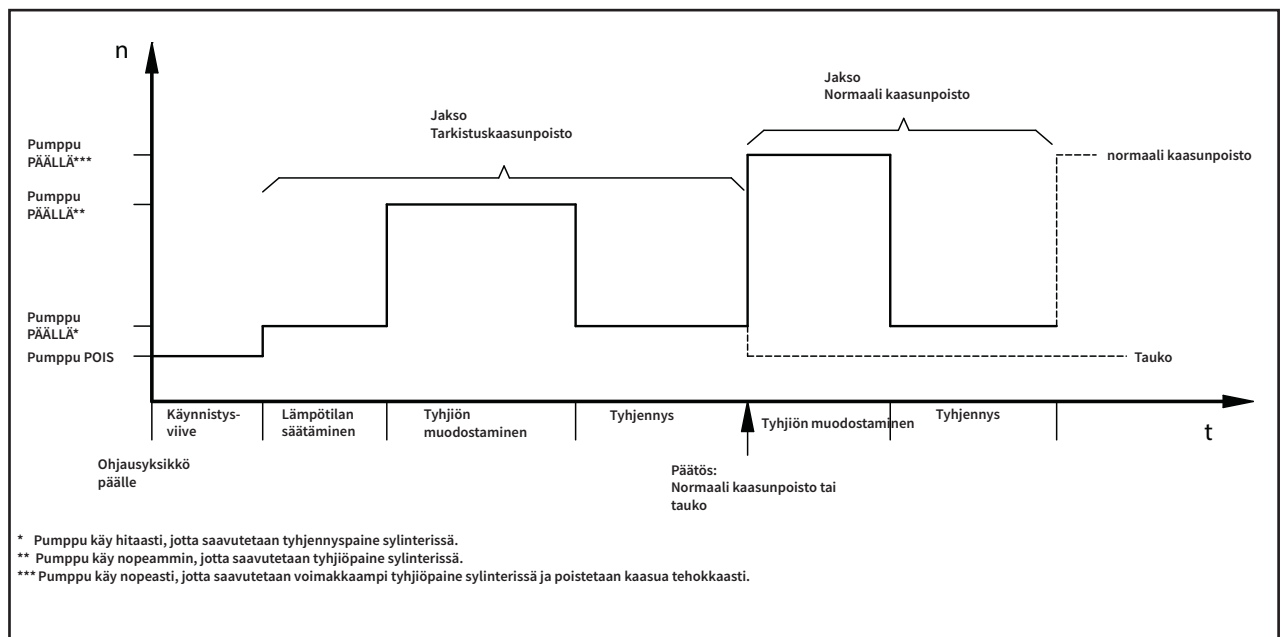 n
Jakso
Normaali kaasunpoisto
Jakso
Tarkistuskaasunpoisto
Pumppu
PÄÄLLÄ***
normaali kaasunpoisto
Pumppu
PÄÄLLÄ**
Pumppu
PÄÄLLÄ*
Pumppu POIS
Tauko
Käynnistys-
viive
Lämpötilan
säätäminen
Tyhjiön
muodostaminen
Tyhjennys
Tyhjiön muodostaminen
Tyhjennys
t
Ohjausyksikkö
päälle
Päätös:
Normaali kaasunpoisto tai
tauko
* Pumppu käy hitaasti, jotta saavutetaan tyhjennyspaine sylinterissä.
** Pumppu käy nopeammin, jotta saavutetaan tyhjiöpaine sylinterissä.
*** Pumppu käy nopeasti, jotta saavutetaan voimakkaampi tyhjiöpaine sylinterissä ja poistetaan kaasua tehokkaasti.